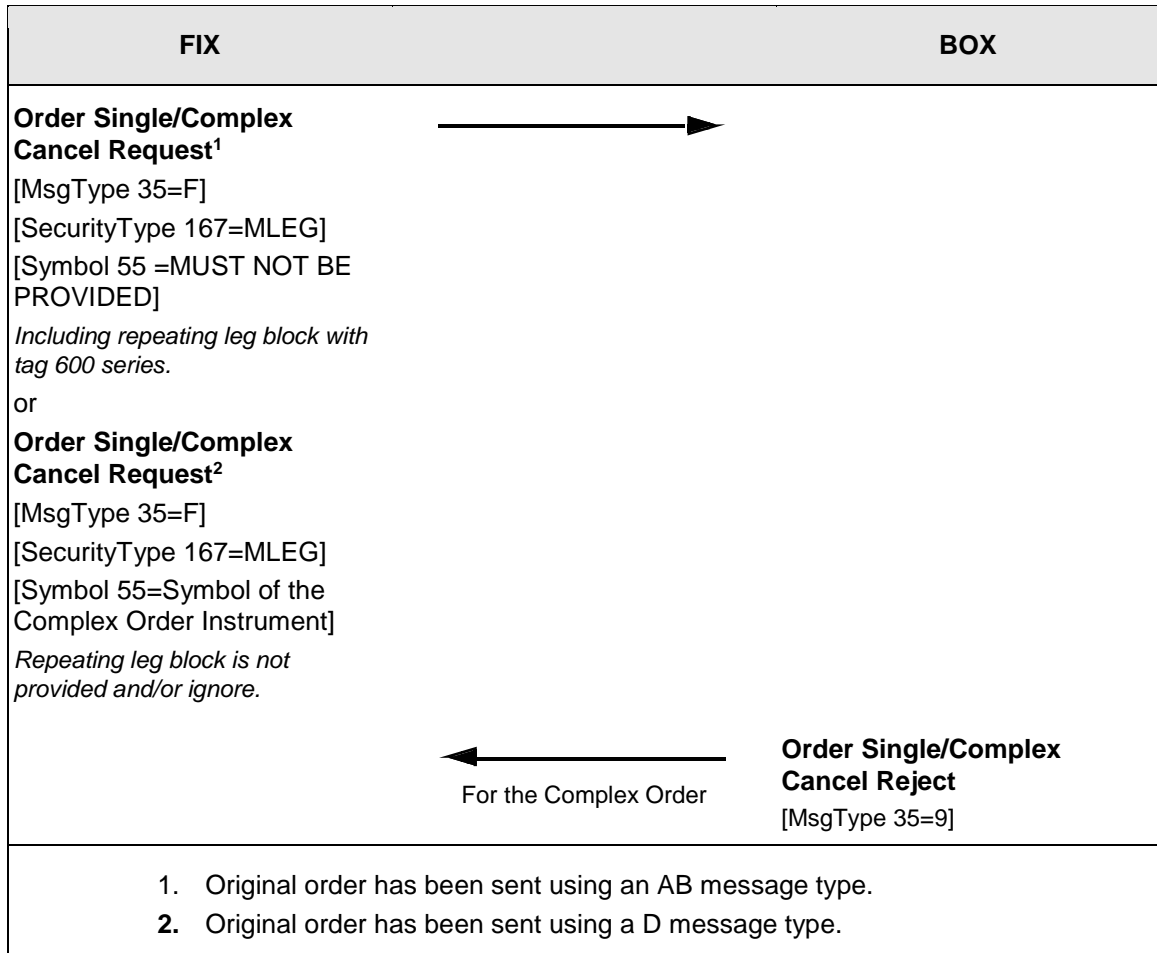 FIX
BOX
Order Single/Complex
Cancel Request1
[MsgType 35=F]
[SecurityType 167=MLEG]
[Symbol 55 =MUST NOT BE
PROVIDED]
Including repeating leg block with
tag 600 series.
or
Order Single/Complex
Cancel Request2
[MsgType 35=F]
[SecurityType 167=MLEG]
[Symbol 55=Symbol of the
Complex Order Instrument]
Repeating leg block is not
provided and/or ignore.
For the Complex Order
Order Single/Complex
Cancel Reject
[MsgType 35=9]
1. Original order has been sent using an AB message type.
2. Original order has been sent using a D message type.